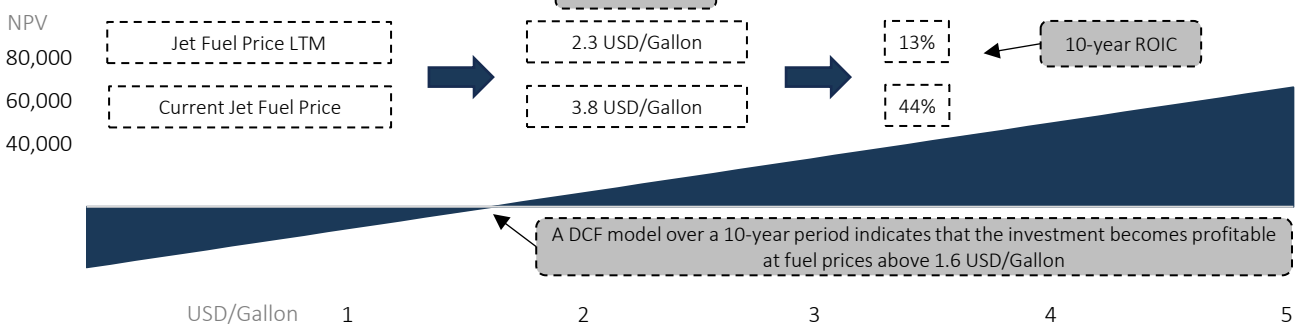 NPV
80,000
60,000
40,000
Jet Fuel Price LTM
2.3 USD/Gallon
13%
10-year ROIC
Current Jet Fuel Price
3.8 USD/Gallon
44%
A DCF model over a 10-year period indicates that the investment becomes profitable
at fuel prices above 1.6 USD/Gallon
USD/Gallon 1 2 3 4 5